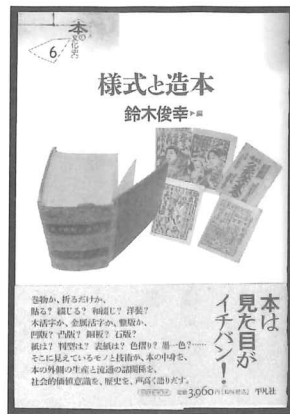 本の
文化史
6
様式と造本
鈴木俊幸 編
巻物か、折るだけか、
貼る? 綴じる? 和綴じ? 洋装?
木活字か、金属活字か、整版か、
凹版? 凸版? 銅板? 石版?
紙は? 判型は? 表紙は? 色摺り? 墨一色?……
そこに見えているモノと技術が、本の中身を、
本の外側の生産と流通の諸関係を、
社会的価値意識を、歴史を、声高く語りだす。
本は
見た目が
イチバン!
定価3,960円 平凡社